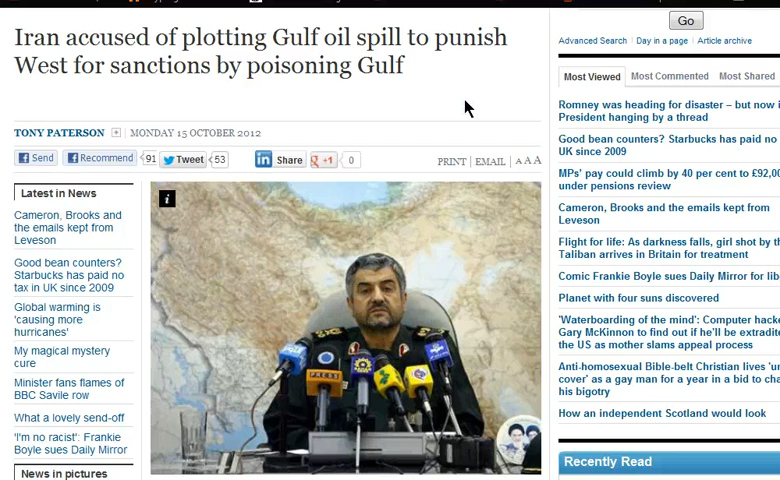 Iran accused of plotting Gulf oil spill to punish
West for sanctions by poisoning Gulf
TONY PATERSON
MONDAY 15 OCTOBER 2012
Send
Recommend
91
Tweet
53
in
Share
g +1
0
PRINT
EMAIL
A A A
Latest in News
Cameron, Brooks and
the emails kept from
Leveson
Good bean counters?
Starbucks has paid no
tax in UK since 2009
Global warming is
'causing more
hurricanes'
My magical mystery
cure
Minister fans flames of
BBC Savile row
What a lovely send-off
'I'm no racist': Frankie
Boyle sues Daily Mirror
News in pictures
i
PRESS
Go
Advanced Search
Day in a page
Article archive
Most Viewed
Most Commented
Most Shared
Romney was heading for disaster – but now
President hanging by a thread
Good bean counters? Starbucks has paid no
UK since 2009
MPs' pay could climb by 40 per cent to £92,00
under pensions review
Cameron, Brooks and the emails kept from
Leveson
Flight for life: As darkness falls, girl shot by
Taliban arrives in Britain for treatment
Comic Frankie Boyle sues Daily Mirror for
Planet with four suns discovered
'Waterboarding of the mind': Computer
Gary McKinnon to find out if he'll be
the US as mother slams appeal process
Anti-homosexual Bible-belt Christian lives
cover' as a gay man for a year in a bid to
his bigotry
How an independent Scotland would look
Recently Read